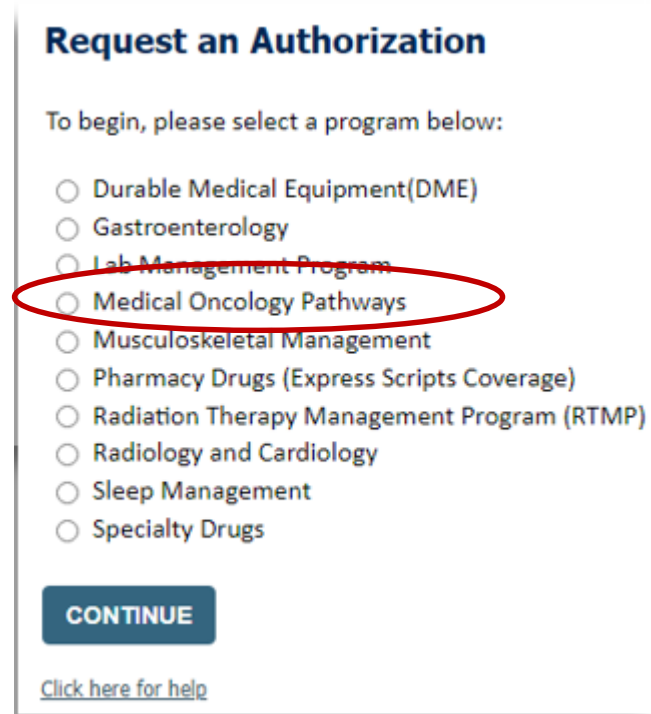 Request an Authorization
To begin, please select a program below:
Durable Medical Equipment(DME)
Gastroenterology
Lab Management Program
Medical Oncology Pathways
Musculoskeletal Management
Pharmacy Drugs (Express Scripts Coverage)
Radiation Therapy Management Program (RTMP)
Radiology and Cardiology
Sleep Management
Specialty Drugs
CONTINUE
Click here for help